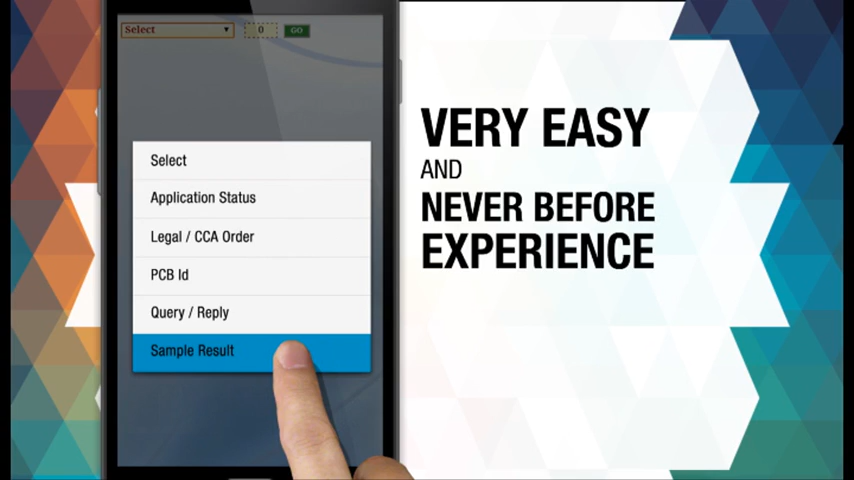 Select
0
GO
Select
Application Status
Legal / CCA Order
PCB Id
Query / Reply
Sample Result
VERY EASY
AND
NEVER BEFORE
EXPERIENCE